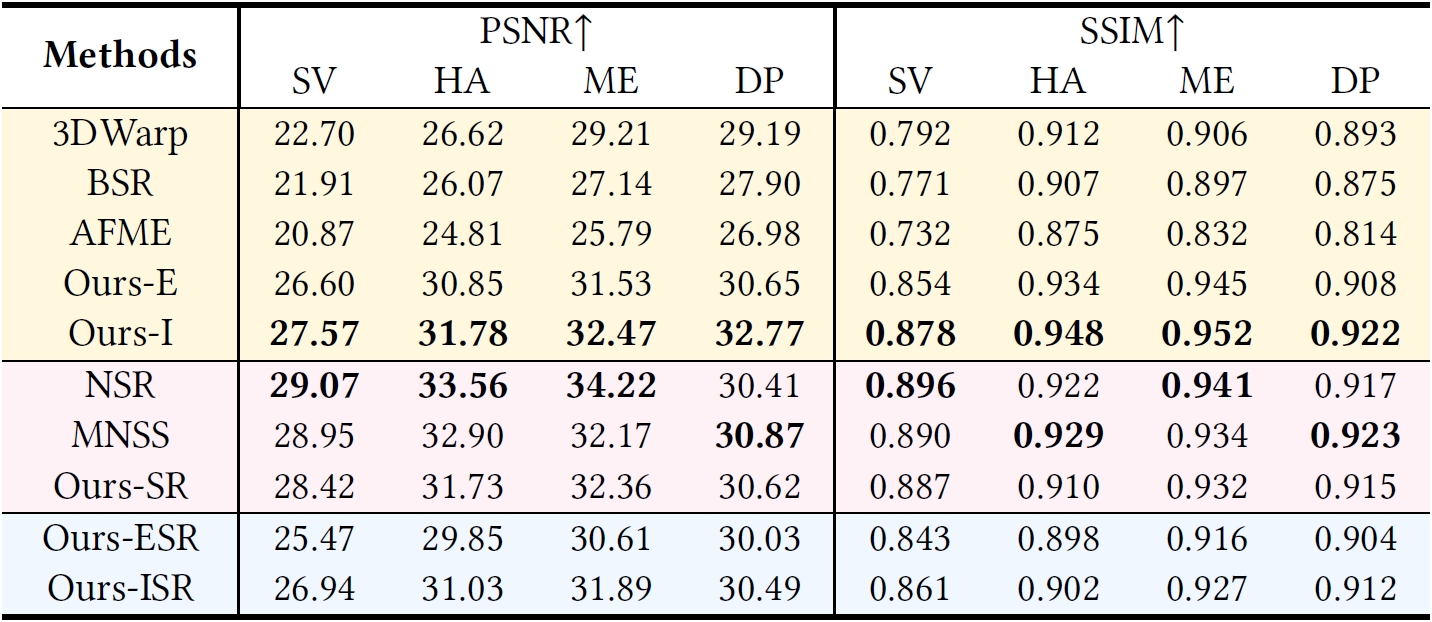 Methods PSNR↑ SSIM↑
SV HA ME DP SV HA ME DP
3DWarp 22.70 26.62 29.21 29.19 0.792 0.912 0.906 0.893
BSR 21.91 26.07 27.14 27.90 0.771 0.907 0.897 0.875
AFME 20.87 24.81 25.79 26.98 0.732 0.875 0.832 0.814
Ours-E 26.60 30.85 31.53 30.65 0.854 0.934 0.945 0.908
Ours-I 27.57 31.78 32.47 32.77 0.878 0.948 0.952 0.922
NSR 29.07 33.56 34.22 30.41 0.896 0.922 0.941 0.917
MNSS 28.95 32.90 32.17 30.87 0.890 0.929 0.934 0.923
Ours-SR 28.42 31.73 32.36 30.62 0.887 0.910 0.932 0.915
Ours-ESR 25.47 29.85 30.61 30.03 0.843 0.898 0.916 0.904
Ours-ISR 26.94 31.03 31.89 30.49 0.861 0.902 0.927 0.912